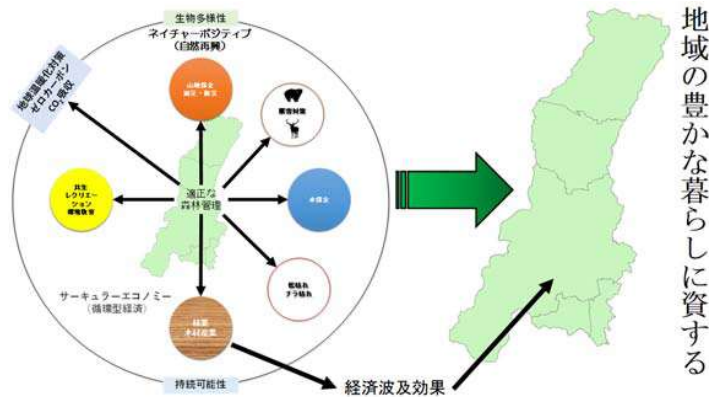 生物多様性
ネイチャーポジティブ
（自然再興）
地球温暖化対策
ゼロカーボン
CO₂吸収
山地保全
減災・防災
獣害対策
共生
レクリエー
ション
環境教育
適正な
森林管理
水保全
松枯れ
ナラ枯れ
サーキュラーエコノミー
（循環型経済）
林業
木材産業
持続可能性
経済波及効果
地域の豊かな暮らしに資する